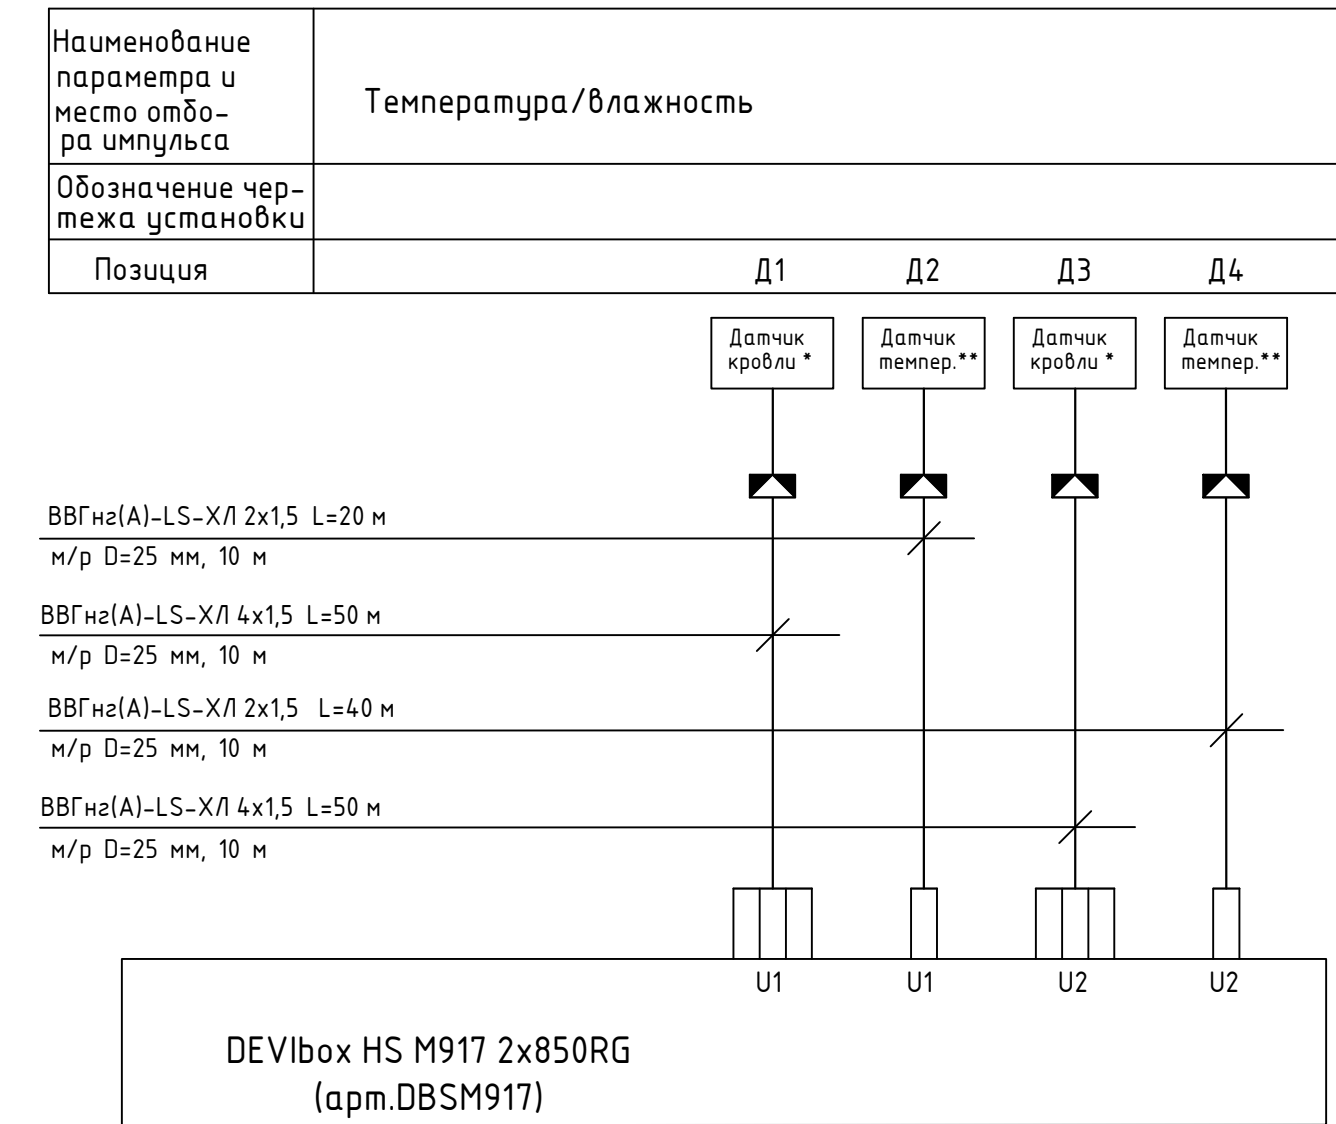 Наименование
параметра и
место отбо-
ра импульса
Температура/влажность
Обозначение чер-
тежа установки
Позиция
Д1
Д2
Д3
Д4
Датчик
кровли *
Датчик
темпер.**
Датчик
кровли *
Датчик
темпер.**
ВВГнг(А)-LS-ХЛ 2х1,5 L=20 м
м/р D=25 мм, 10 м
ВВГнг(А)-LS-ХЛ 4х1,5 L=50 м
м/р D=25 мм, 10 м
ВВГнг(А)-LS-ХЛ 2х1,5 L=40 м
м/р D=25 мм, 10 м
ВВГнг(А)-LS-ХЛ 4х1,5 L=50 м
м/р D=25 мм, 10 м
U1
U1
U2
U2
DEVIbox HS M917 2x850RG
(арт.DBSM917)